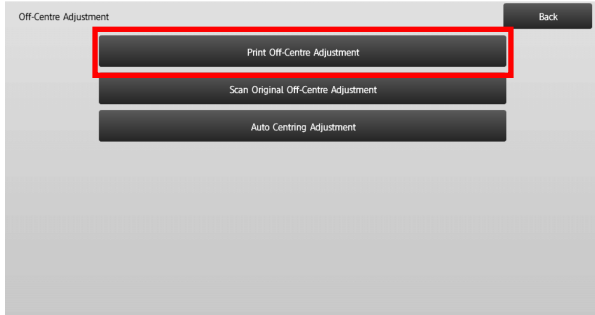 Off-Centre Adjustment
Back
Print Off-Centre Adjustment
Scan Original Off-Centre Adjustment
Auto Centring Adjustment